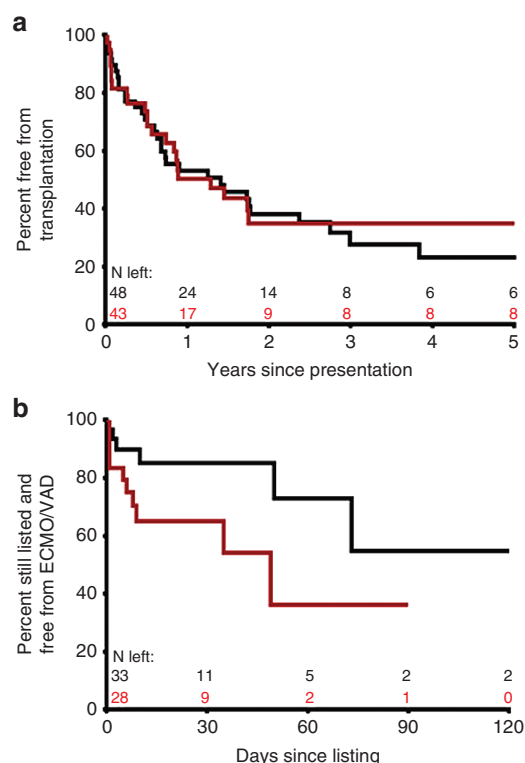 a
Percent free from
transplantation
100
80
60
40
20
0
N left:
48 24 14 8 6 6
43 17 9 8 8 8
0 1 2 3 4 5
Years since presentation
b
Percent still listed and
free from ECMO/VAD
100
80
60
40
20
0
N left:
33 11 5 2 2
28 9 2 1 0
0 30 60 90 120
Days since listing